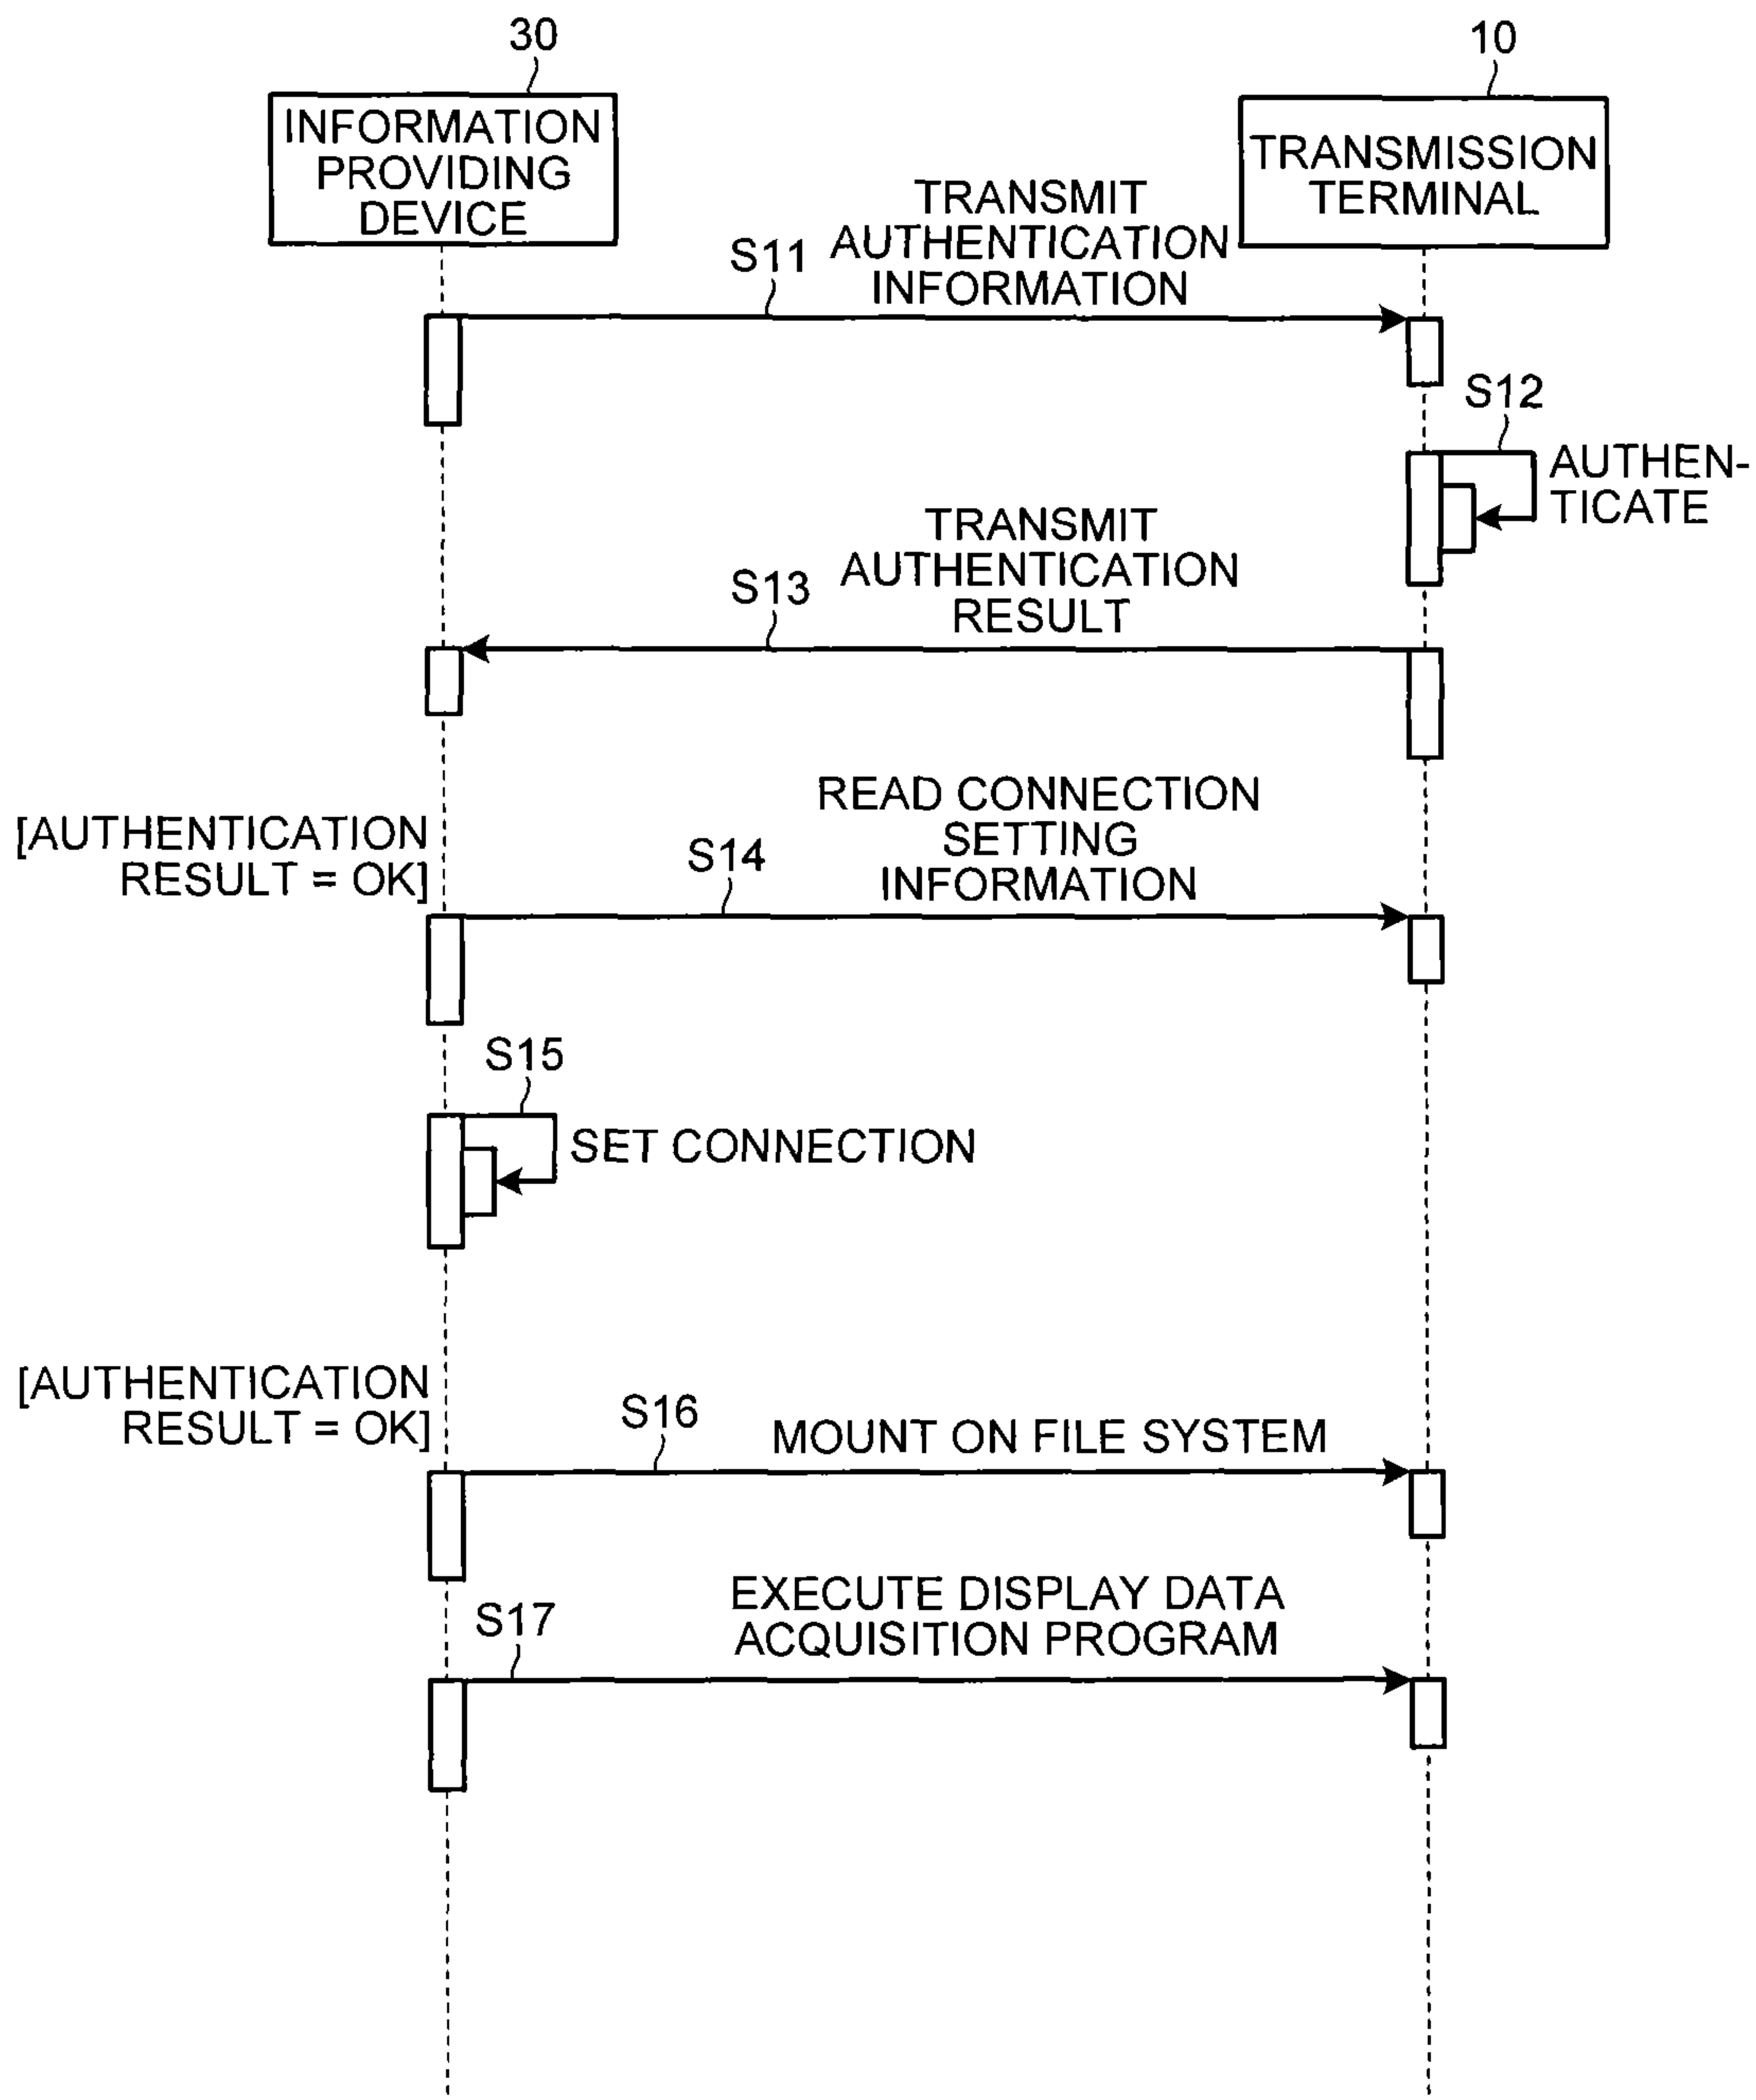 30
10
INFORMATION
PROVIDING
DEVICE
TRANSMISSION
TERMINAL
TRANSMIT
AUTHENTICATION
INFORMATION
S11
S12
AUTHEN-
TICATE
TRANSMIT
AUTHENTICATION
RESULT
S13
READ CONNECTION
SETTING
INFORMATION
[AUTHENTICATION
RESULT = OK]
S14
S15
SET CONNECTION
[AUTHENTICATION
RESULT = OK]
S16
MOUNT ON FILE SYSTEM
S17
EXECUTE DISPLAY DATA
ACQUISITION PROGRAM